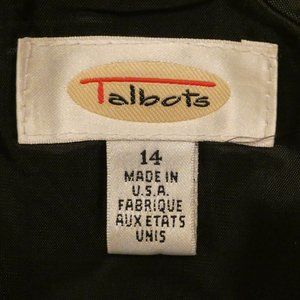 Talbots
14
MADE IN
U.S.A.
FABRIQUE
AUX ETATS
UNIS